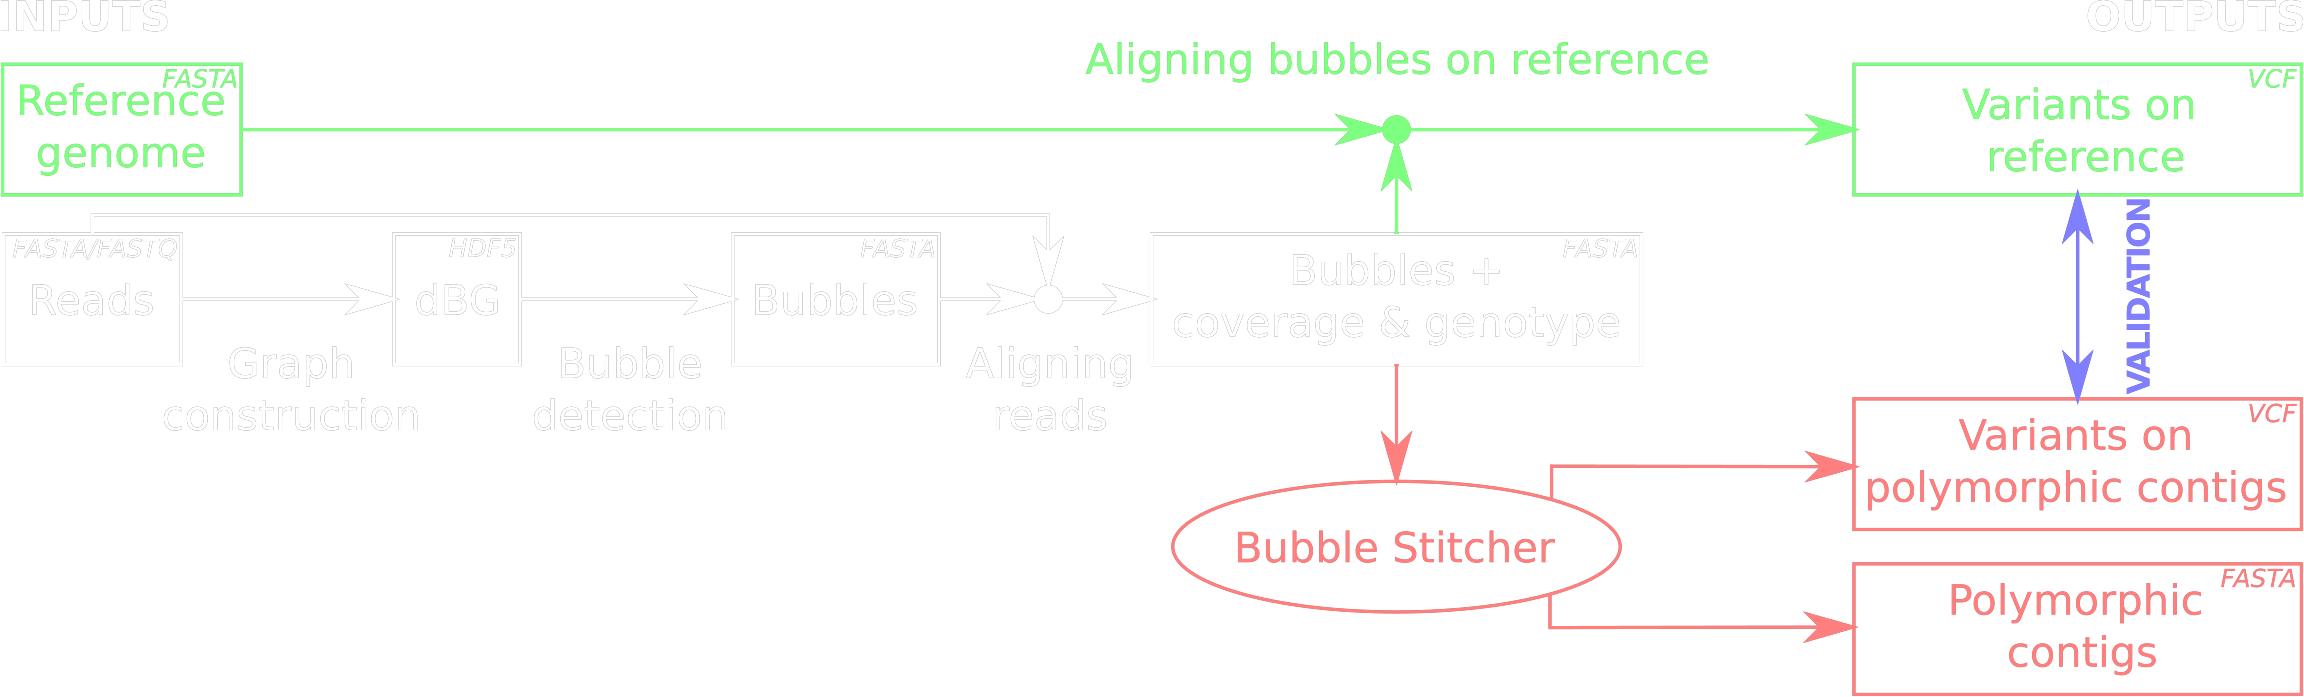 INPUTS
OUTPUTS
Aligning bubbles on reference
FASTA
Reference
genome
VCF
Variants on
reference
VALIDATION
FASTA/FASTQ
Reads
HDF5
dBG
FASTA
Bubbles
FASTA
Bubbles +
coverage & genotype
Graph
construction
Bubble
detection
Aligning
reads
Bubble Stitcher
VCF
Variants on
polymorphic contigs
FASTA
Polymorphic
contigs